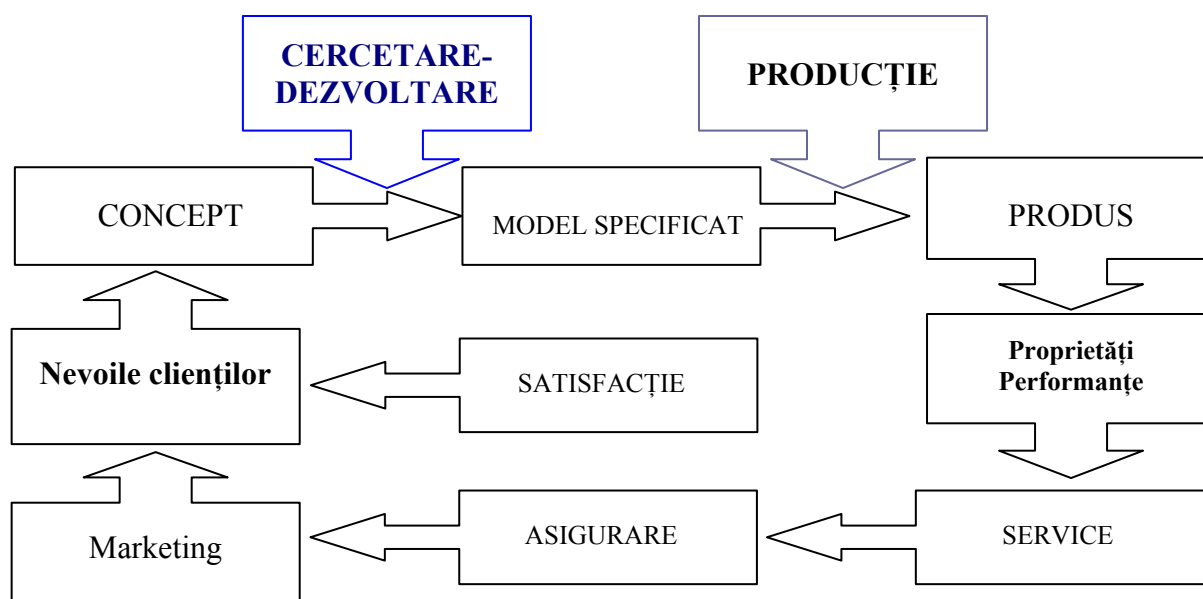 CERCETARE-
DEZVOLTARE
PRODUCȚIE
CONCEPT
MODEL SPECIFICAT
PRODUS
Nevoile clienților
SATISFACȚIE
Proprietăți
Performanțe
Marketing
ASIGURARE
SERVICE